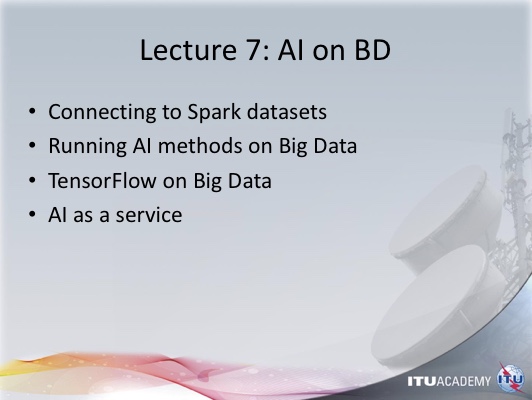 Lecture 7: AI on BD
• Connecting to Spark datasets
• Running AI methods on Big Data
• TensorFlow on Big Data
• AI as a service
ITUACADEMY ITU